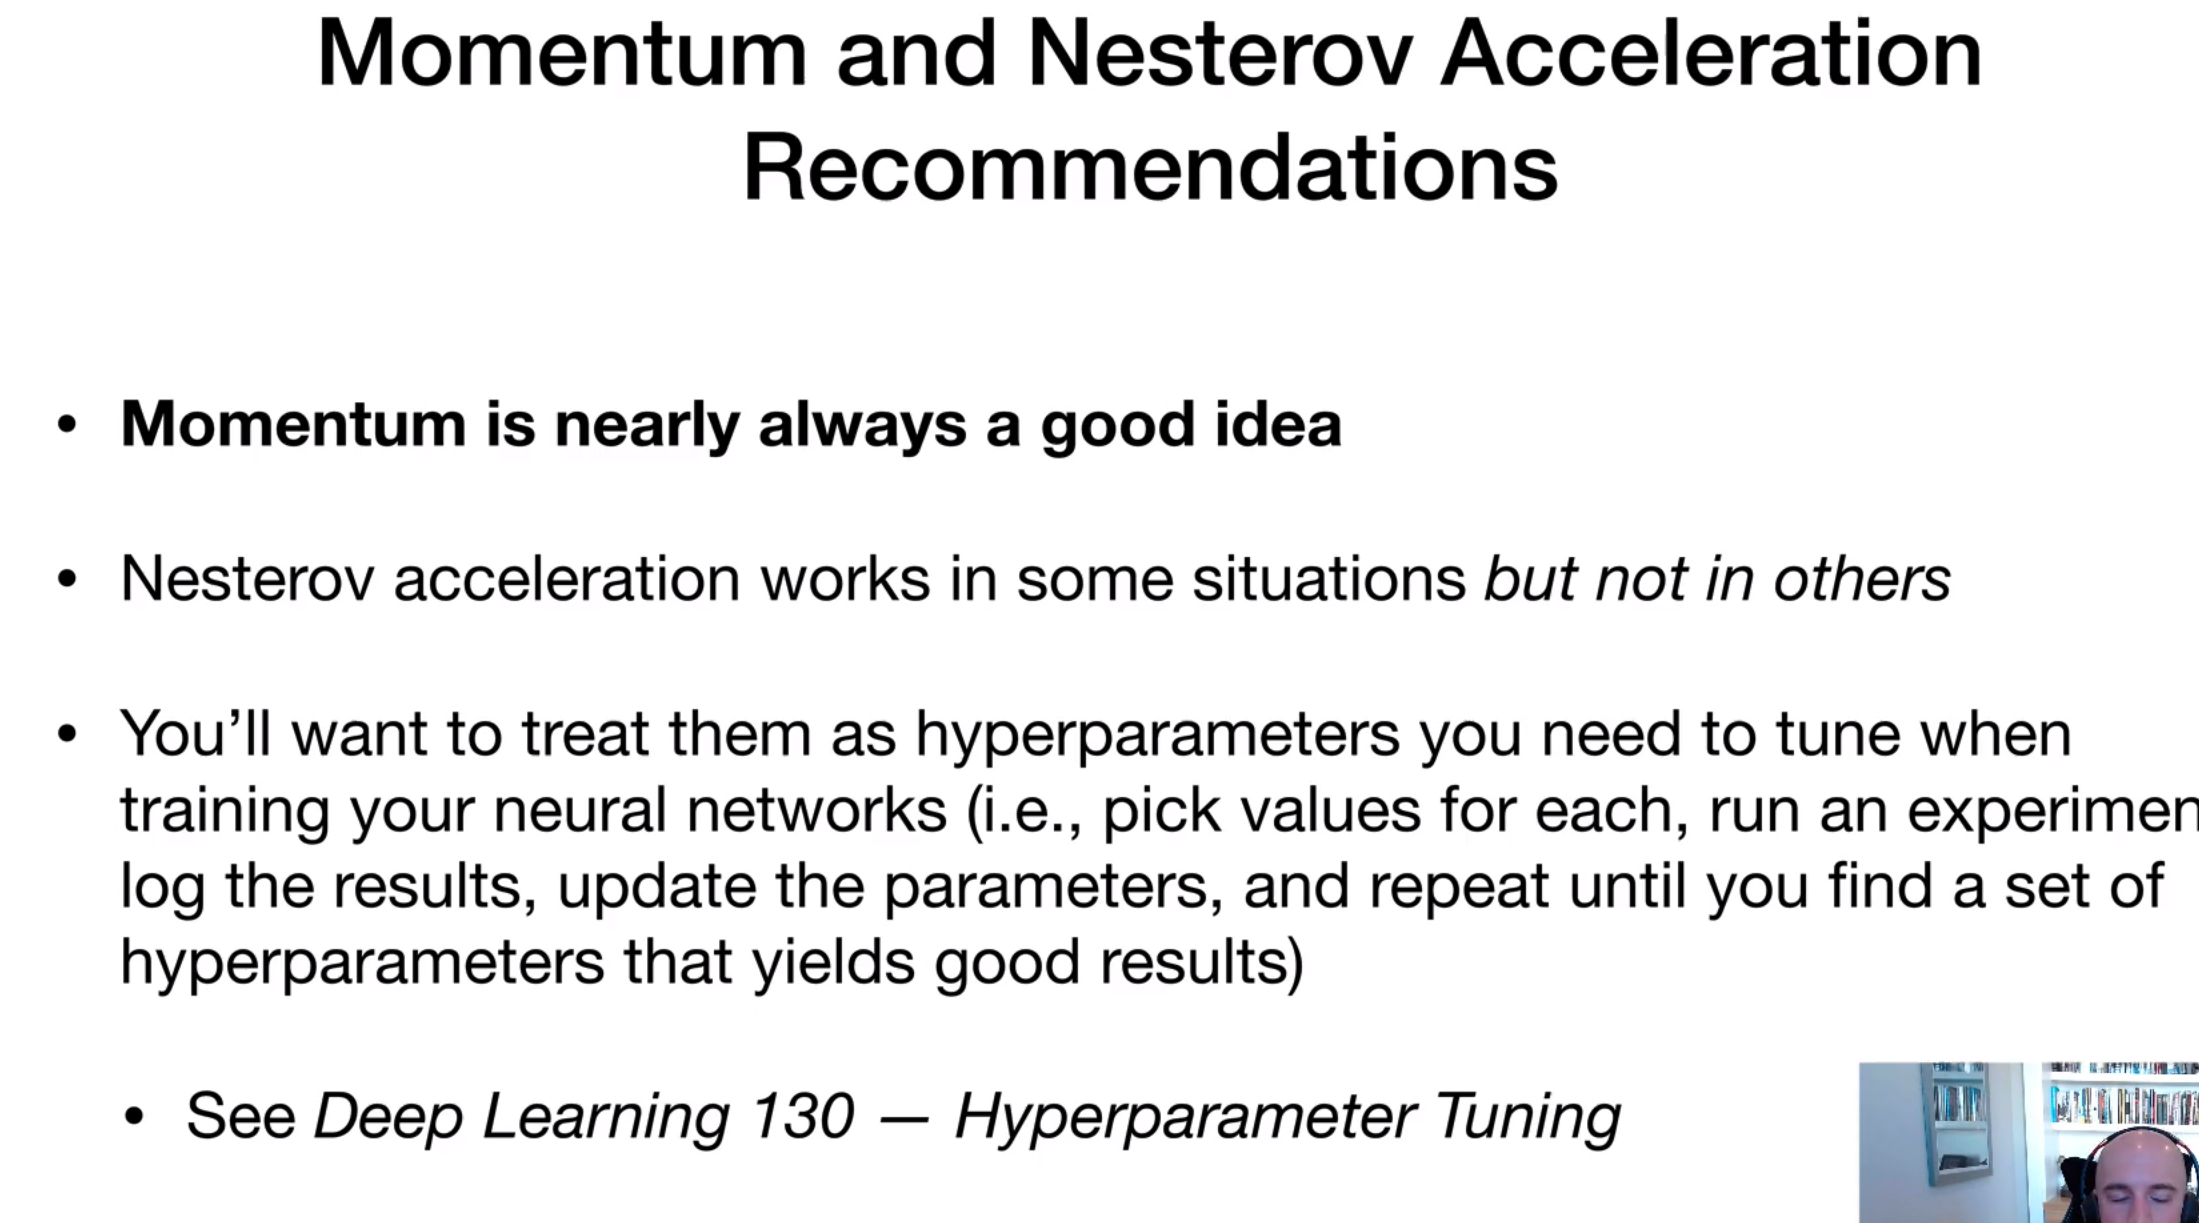 Momentum and Nesterov Acceleration
Recommendations
• Momentum is nearly always a good idea
• Nesterov acceleration works in some situations but not in others
• You’ll want to treat them as hyperparameters you need to tune when
training your neural networks (i.e., pick values for each, run an experimen
log the results, update the parameters, and repeat until you find a set of
hyperparameters that yields good results)
• See Deep Learning 130 — Hyperparameter Tuning